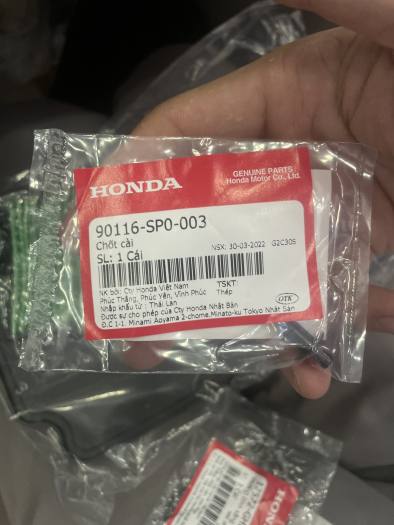 GENUINE PARTS
Honda Motor Co., Ltd.
HONDA
90116-SP0-003
Chốt cài
NSX: 30-03-2022 G2C30S
SL: 1 Cái
NK bởi: Cty Honda Việt Nam TSKT
Phúc Thắng, Phúc Yên, Vĩnh Phúc Thép
Nhập khẩu từ: Thái Lan
Được sự cho phép của Cty Honda Nhật Bản
Đ.C 1-1. Minami Aoyama 2-chome.Minato-ku Tokyo Nhật Bản
OTK
HONDA